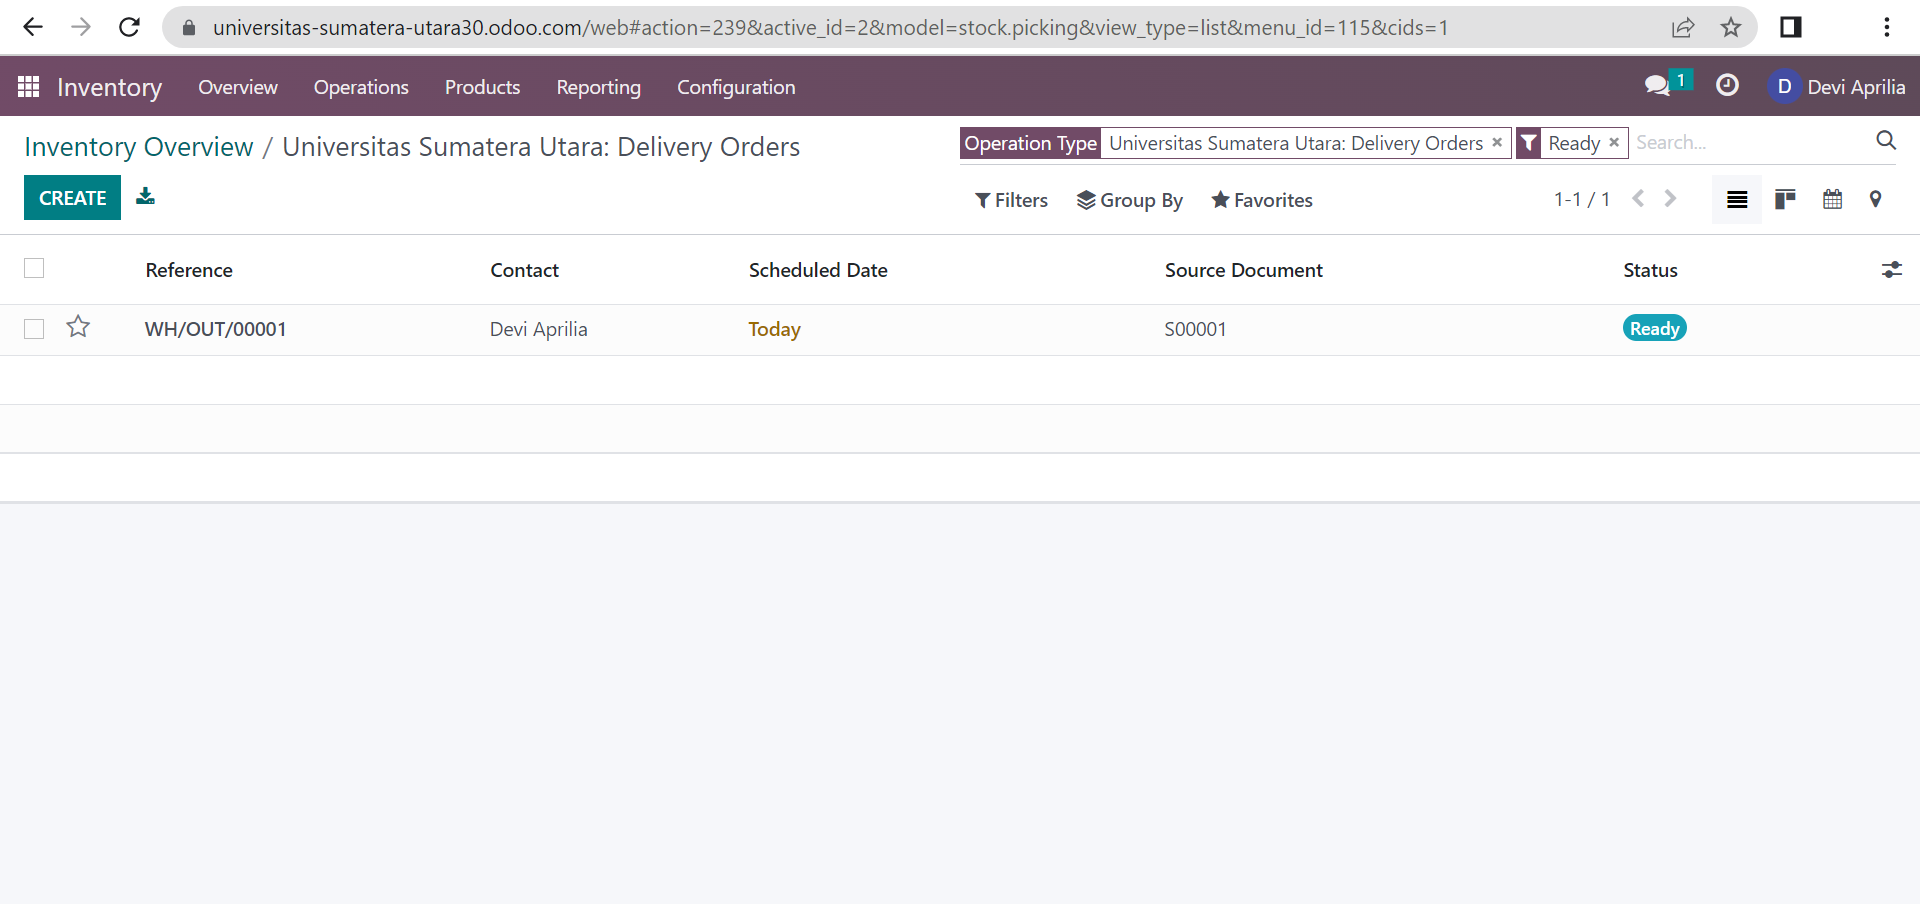 universitas-sumatera-utara30.odoo.com/web#action=239&active_id=2&model=stock.picking&view_type=list&menu_id=115&cids=1
Inventory Overview Operations Products Reporting Configuration 1 D Devi Aprilia
Inventory Overview / Universitas Sumatera Utara: Delivery Orders
Operation Type Universitas Sumatera Utara: Delivery Orders × Ready × Search...
CREATE Filters Group By Favorites 1-1 / 1
Reference Contact Scheduled Date Source Document Status
WH/OUT/00001 Devi Aprilia Today S00001 Ready